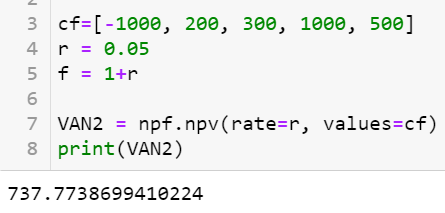 2
3 cf=[-1000, 200, 300, 1000, 500]
4 r = 0.05
5 f = 1+r
6
7 VAN2 = npf.npv(rate=r, values=cf)
8 print(VAN2)
737.7738699410224